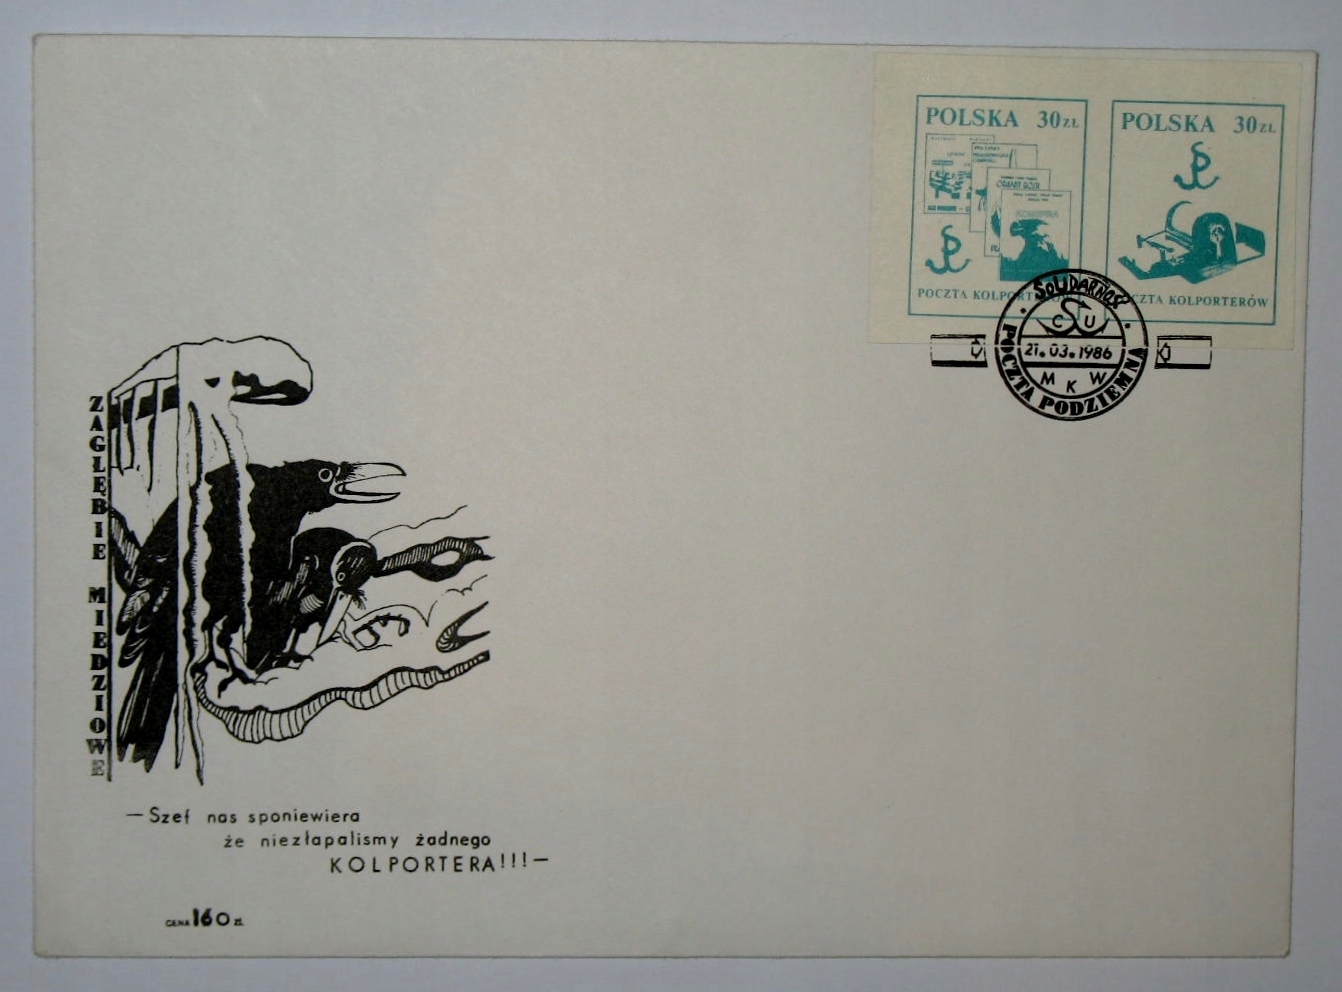 POLSKA 30 ZŁ
POCZTA KOLPORTERÓW
POLSKA 30 ZŁ
POCZTA KOLPORTERÓW
SOLIDARNOŚĆ
C U
21.03.1986
M K W
POCZTA PODZIEMNA
ZAGŁĘBIE MIEDZIOWE
— Szef nas sponiewiera
że niezłapalismy żadnego
KOLPORTERA!!! —
CENA 160 zł.